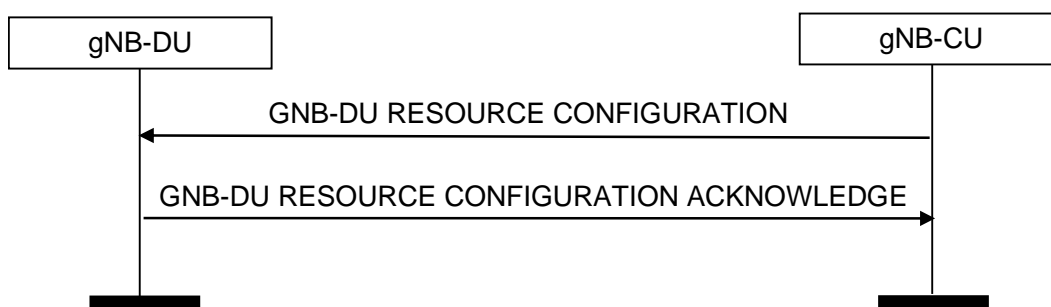 gNB-DU
gNB-CU
GNB-DU RESOURCE CONFIGURATION
GNB-DU RESOURCE CONFIGURATION ACKNOWLEDGE